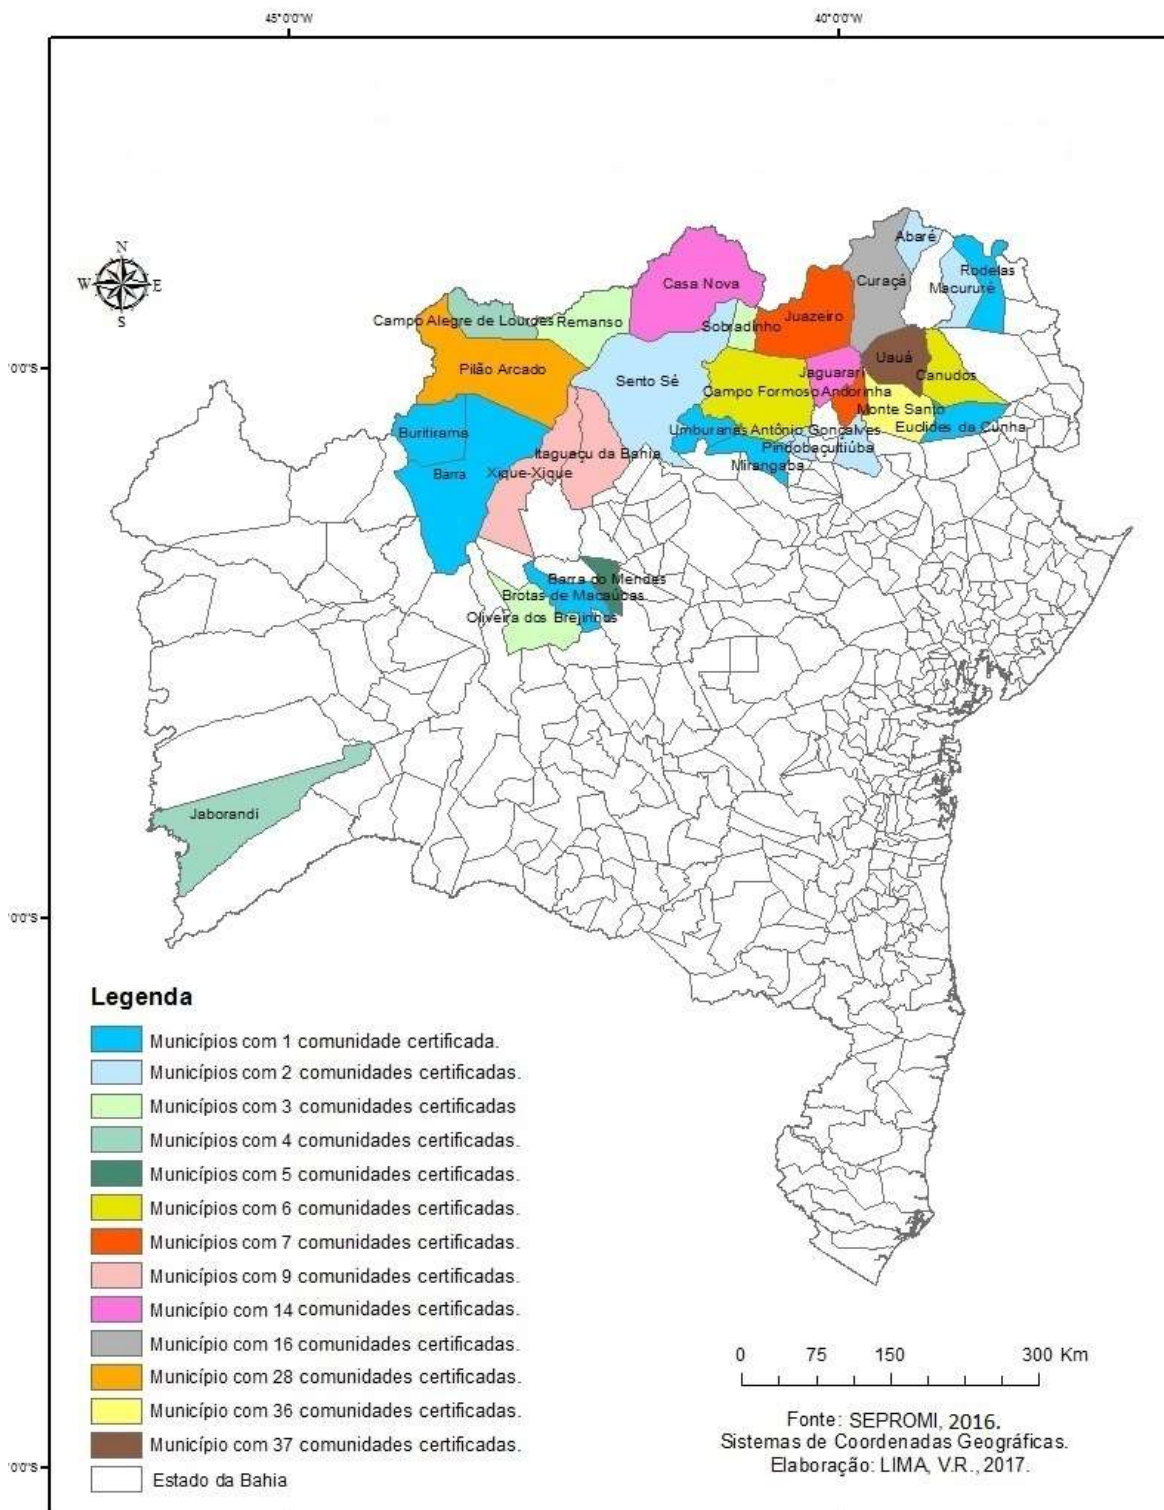 45°0'0"W
40°0'0"W
N
W
E
S
Abaré
Rodelas
Macururé
Curaçá
Casa Nova
Juazeiro
Sobradinho
Campo Alegre de Lourdes
Remanso
Uauá
Canudos
Jaguarari
Pilão Arcado
Sento Sé
Campo Formoso
Andorinha
Monte Santo
Euclides da Cunha
Umburanas
Antônio Gonçalves
Buritirama
Pindobaçu
Itiúba
Itaguaçu da Bahia
Mirangaba
Xique-Xique
Barra
Barra do Mendes
Brotas de Macaúbas
Oliveira dos Brejinhos
Jaborandi
0'0"S
0'0"S
0'0"S
Legenda
Municípios com 1 comunidade certificada.
Municípios com 2 comunidades certificadas.
Municípios com 3 comunidades certificadas
Municípios com 4 comunidades certificadas.
Municípios com 5 comunidades certificadas.
Municípios com 6 comunidades certificadas.
Municípios com 7 comunidades certificadas.
Municípios com 9 comunidades certificadas.
Município com 14 comunidades certificadas.
Município com 16 comunidades certificadas.
Município com 28 comunidades certificadas.
Município com 36 comunidades certificadas.
Município com 37 comunidades certificadas.
Estado da Bahia
0 75 150 300 Km
Fonte: SEPROMI, 2016.
Sistemas de Coordenadas Geográficas.
Elaboração: LIMA, V.R., 2017.